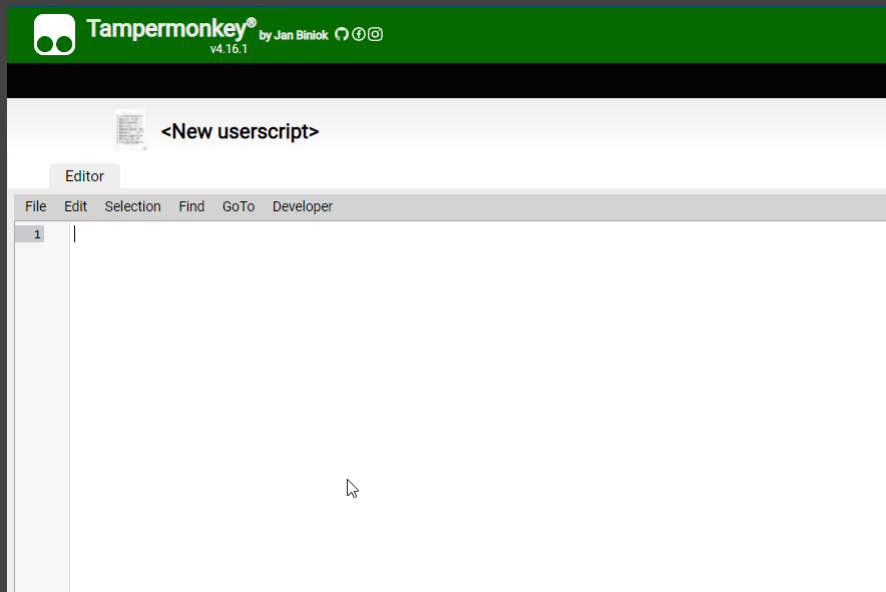 Tampermonkey® by Jan Biniok
v4.16.1
<New userscript>
Editor
File Edit Selection Find GoTo Developer
1